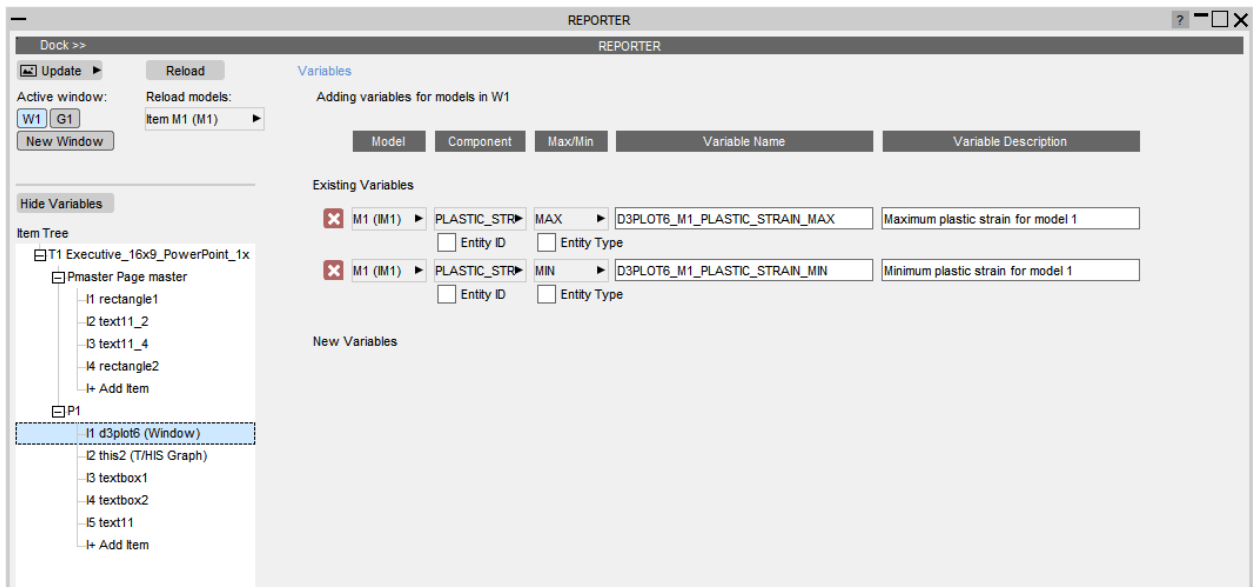 REPORTER
?
Dock >> REPORTER
Update Reload Variables
Active window: Reload models: Adding variables for models in W1
W1 G1 Item M1 (M1)
New Window Model Component Max/Min Variable Name Variable Description
Existing Variables
Hide Variables
M1 (IM1) PLASTIC_STR MAX D3PLOT6_M1_PLASTIC_STRAIN_MAX Maximum plastic strain for model 1
Item Tree
Entity ID Entity Type
T1 Executive_16x9_PowerPoint_1x
M1 (IM1) PLASTIC_STR MIN D3PLOT6_M1_PLASTIC_STRAIN_MIN Minimum plastic strain for model 1
Pmaster Page master
Entity ID Entity Type
I1 rectangle1
I2 text11_2
I3 text11_4
New Variables
I4 rectangle2
I+ Add Item
P1
I1 d3plot6 (Window)
I2 this2 (T/HIS Graph)
I3 textbox1
I4 textbox2
I5 text11
I+ Add Item